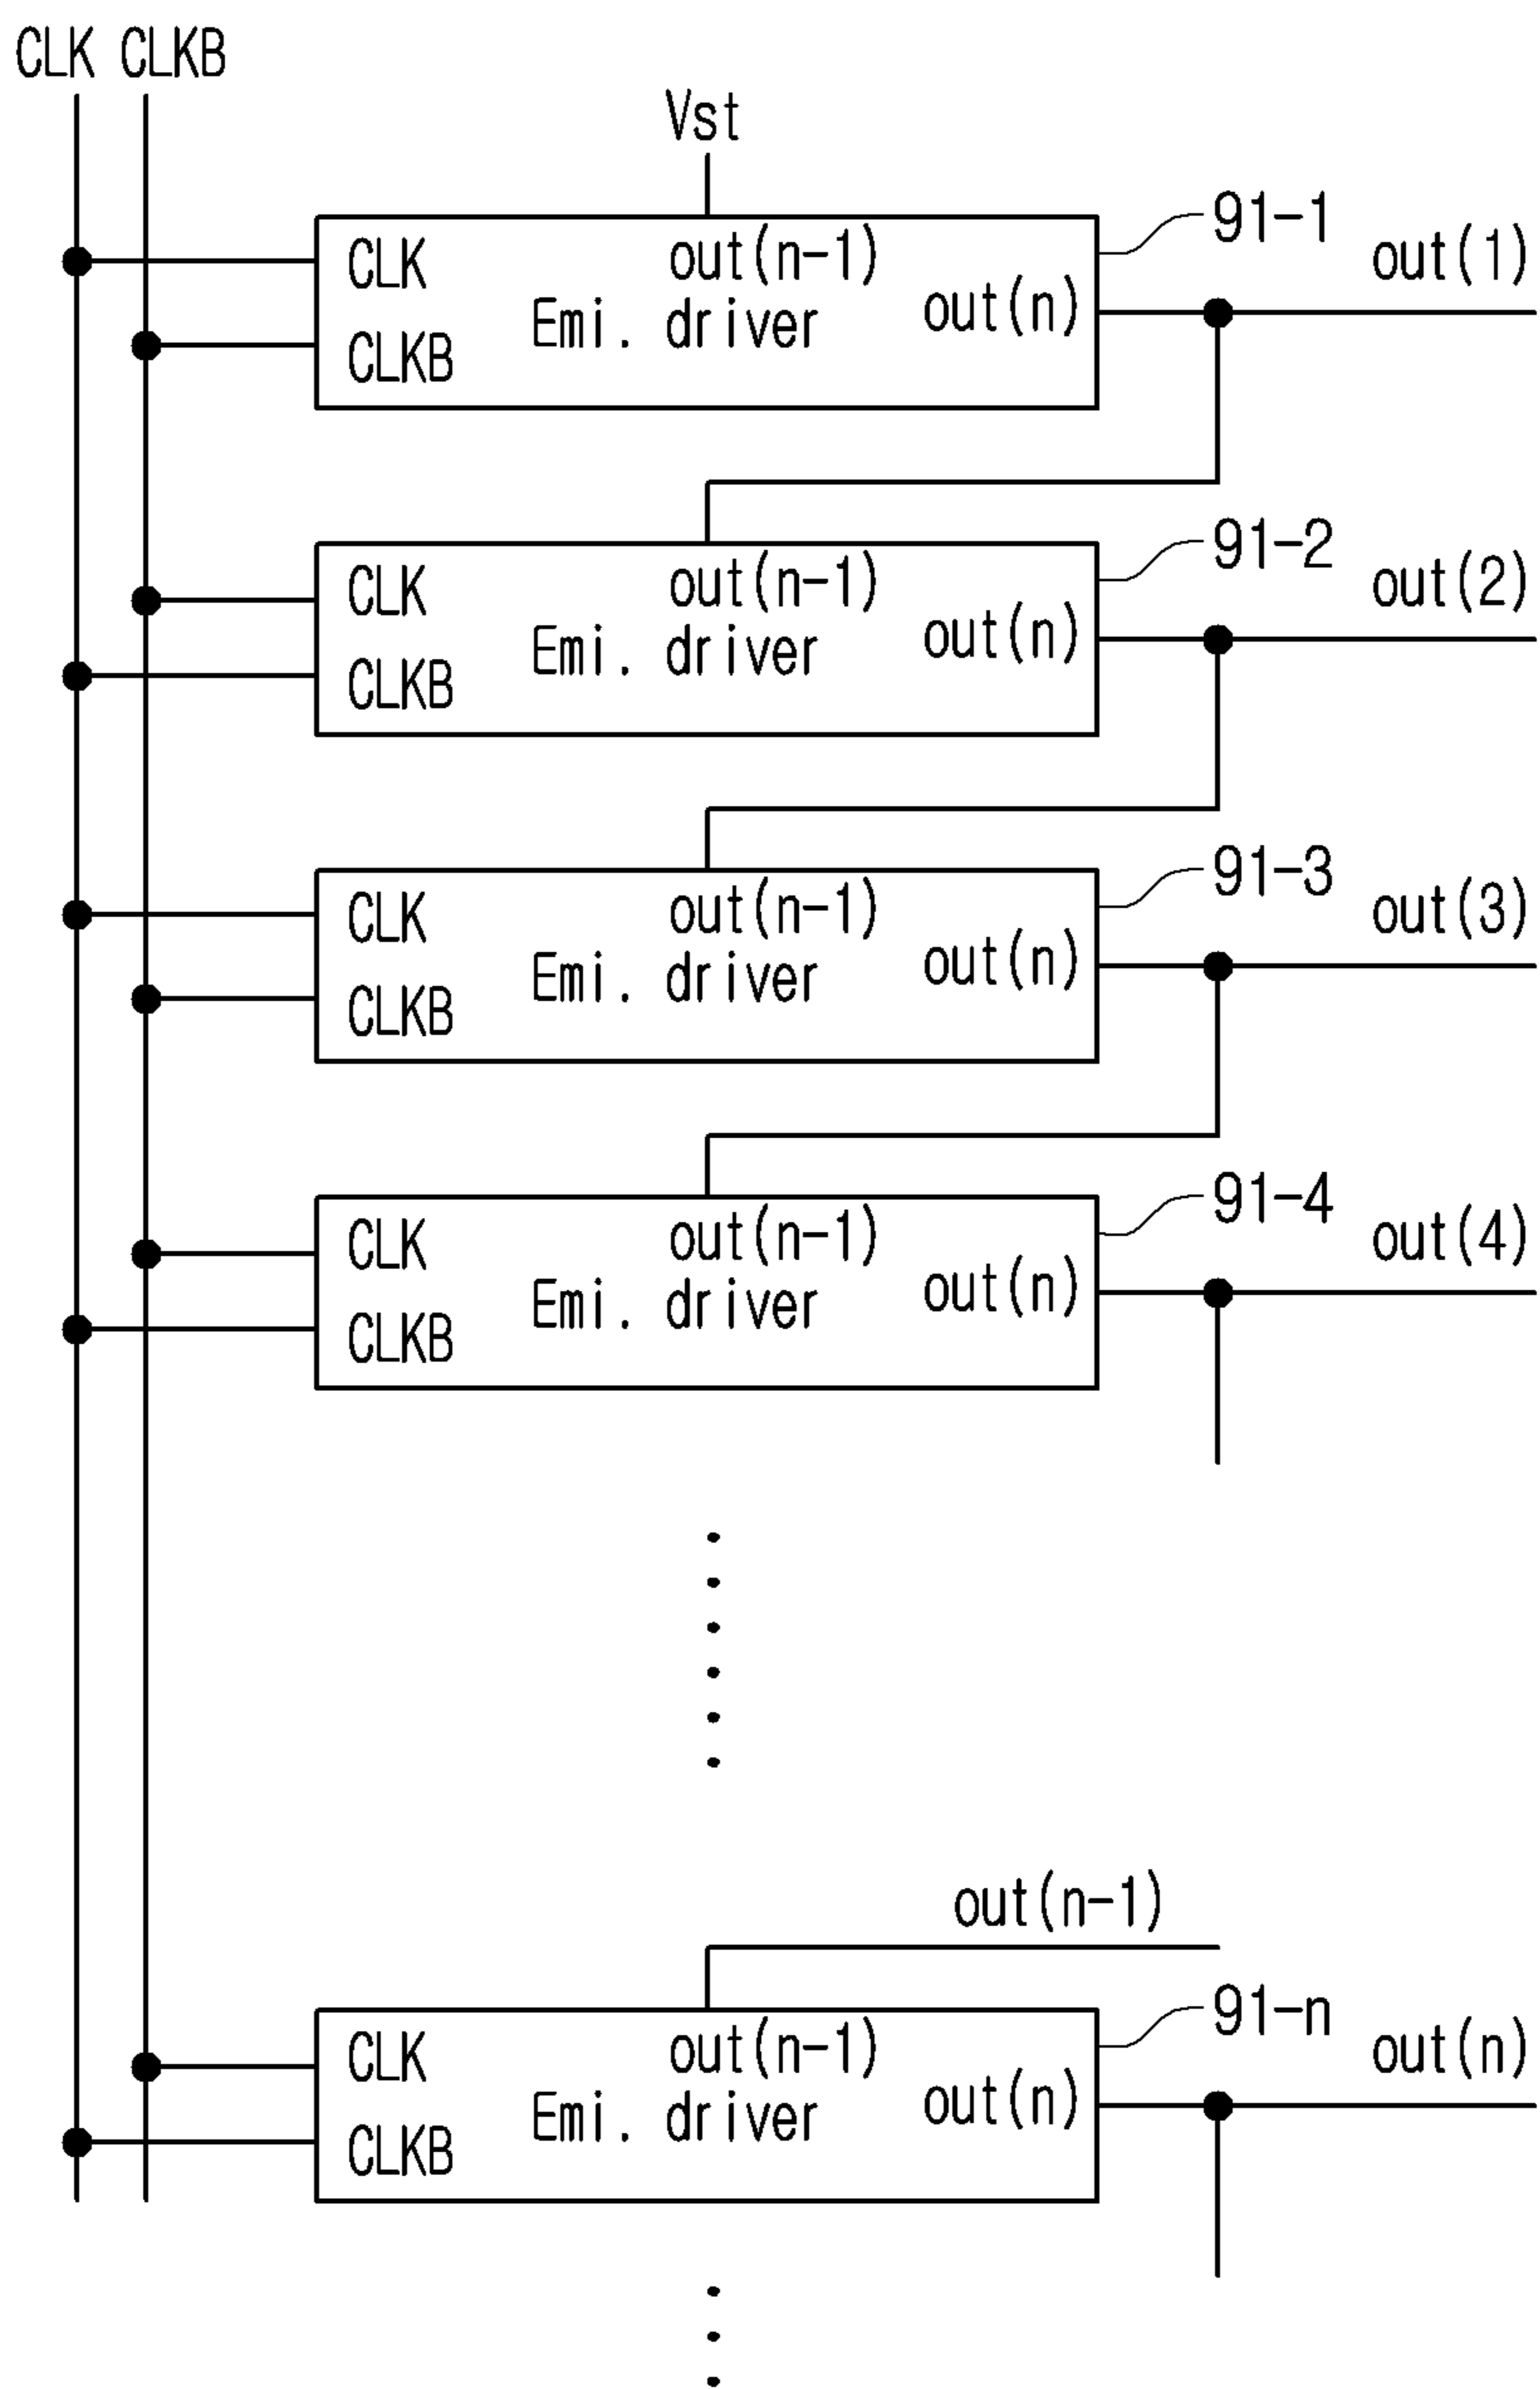 CLK CLKB
Vst
91-1
out(1)
CLK out(n-1)
Emi. driver out(n)
CLKB
91-2
out(2)
CLK out(n-1)
Emi. driver out(n)
CLKB
91-3
out(3)
CLK out(n-1)
Emi. driver out(n)
CLKB
91-4
out(4)
CLK out(n-1)
Emi. driver out(n)
CLKB
out(n-1)
91-n
out(n)
CLK out(n-1)
Emi. driver out(n)
CLKB